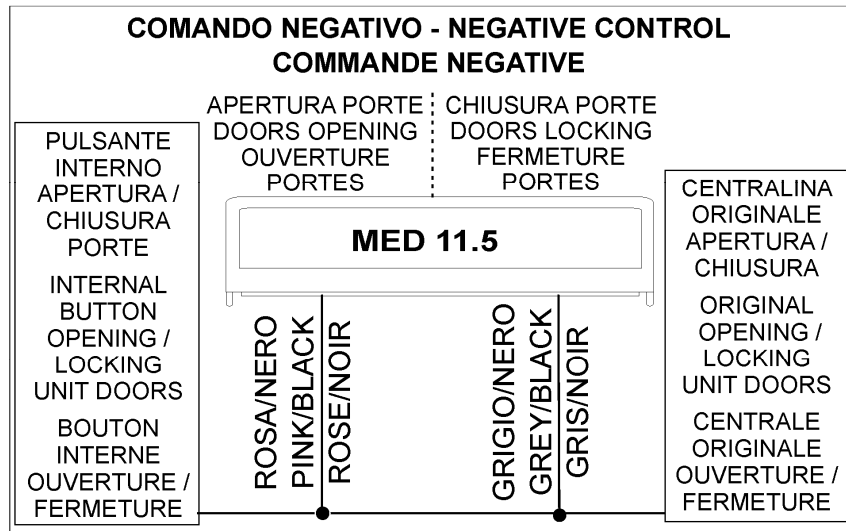 COMANDO NEGATIVO - NEGATIVE CONTROL
COMMANDE NEGATIVE
APERTURA PORTE
DOORS OPENING
OUVERTURE
PORTES
CHIUSURA PORTE
DOORS LOCKING
FERMETURE
PORTES
PULSANTE
INTERNO
APERTURA /
CHIUSURA
PORTE
INTERNAL
BUTTON
OPENING /
LOCKING
UNIT DOORS
BOUTON
INTERNE
OUVERTURE /
FERMETURE
MED 11.5
ROSA/NERO
PINK/BLACK
ROSE/NOIR
GRIGIO/NERO
GREY/BLACK
GRIS/NOIR
CENTRALINA
ORIGINALE
APERTURA /
CHIUSURA
ORIGINAL
OPENING /
LOCKING
UNIT DOORS
CENTRALE
ORIGINALE
OUVERTURE /
FERMETURE